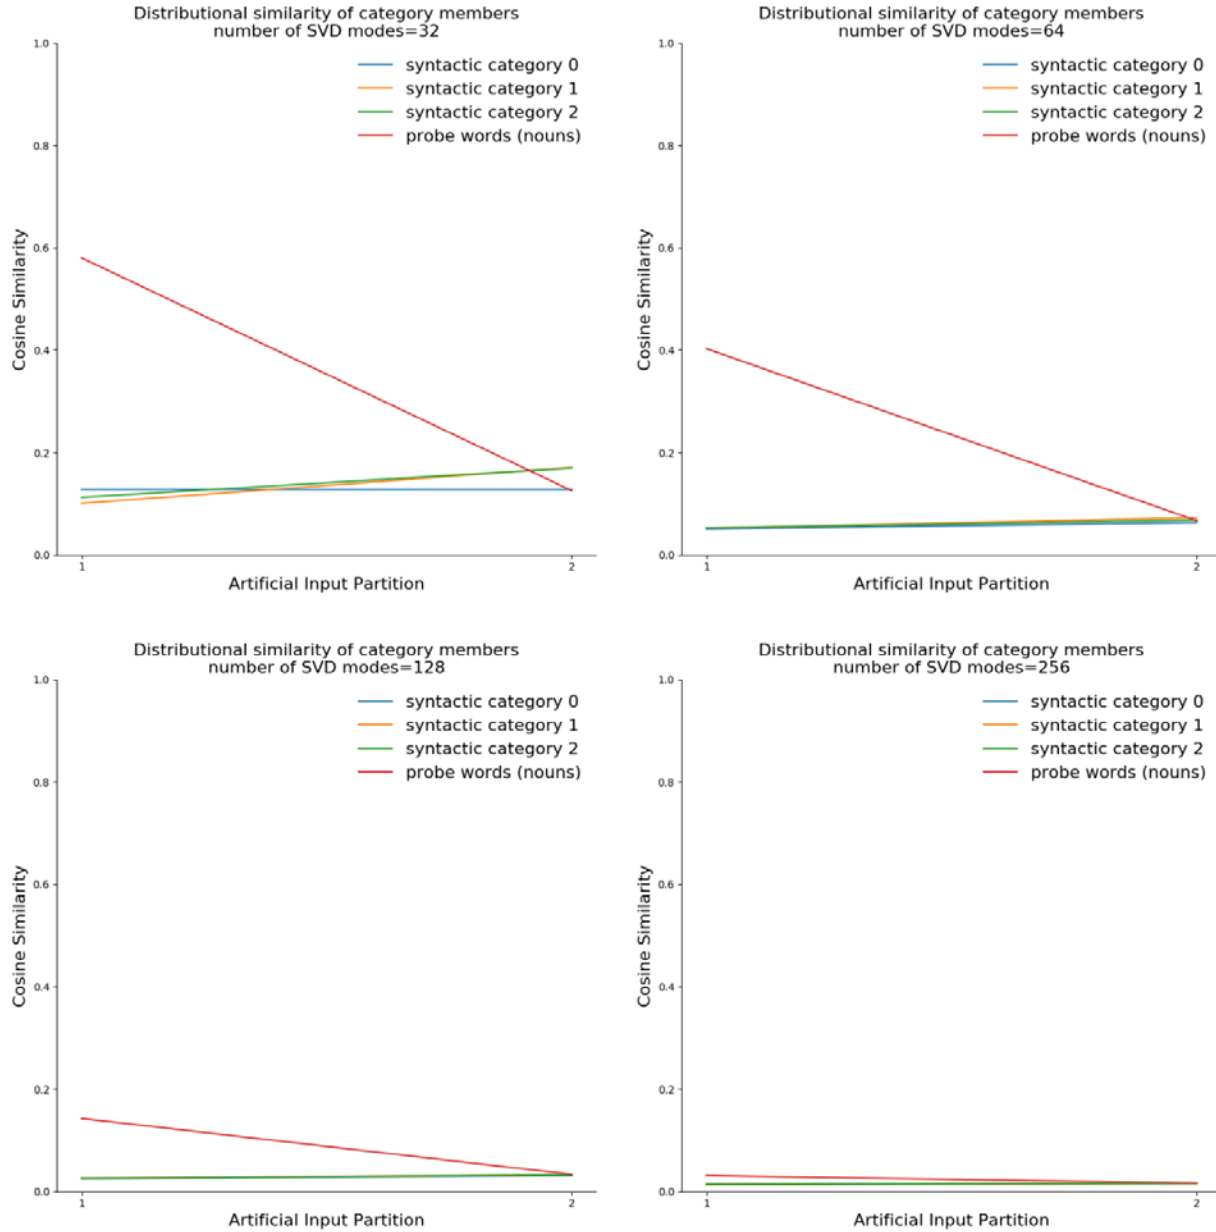 Distributional similarity of category members
number of SVD modes=32
1.0
0.8
0.6
0.4
0.2
0.0
Cosine Similarity
syntactic category 0
syntactic category 1
syntactic category 2
probe words (nouns)
1
2
Artificial Input Partition
Distributional similarity of category members
number of SVD modes=64
1.0
0.8
0.6
0.4
0.2
0.0
Cosine Similarity
syntactic category 0
syntactic category 1
syntactic category 2
probe words (nouns)
1
2
Artificial Input Partition
Distributional similarity of category members
number of SVD modes=128
1.0
0.8
0.6
0.4
0.2
0.0
Cosine Similarity
syntactic category 0
syntactic category 1
syntactic category 2
probe words (nouns)
1
2
Artificial Input Partition
Distributional similarity of category members
number of SVD modes=256
1.0
0.8
0.6
0.4
0.2
0.0
Cosine Similarity
syntactic category 0
syntactic category 1
syntactic category 2
probe words (nouns)
1
2
Artificial Input Partition